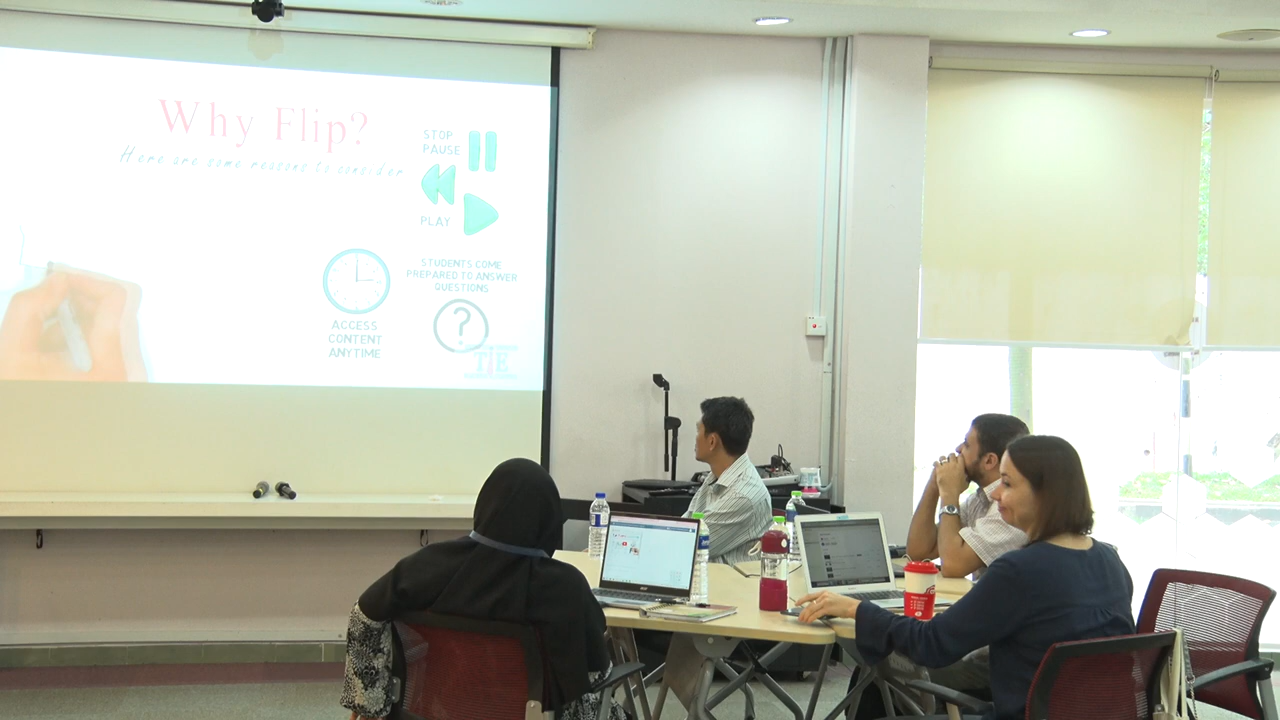 Why Flip?
Here are some reasons to consider
STOP
PAUSE
PLAY
STUDENTS COME
PREPARED TO ANSWER
QUESTIONS
?
ACCESS
CONTENT
ANYTIME